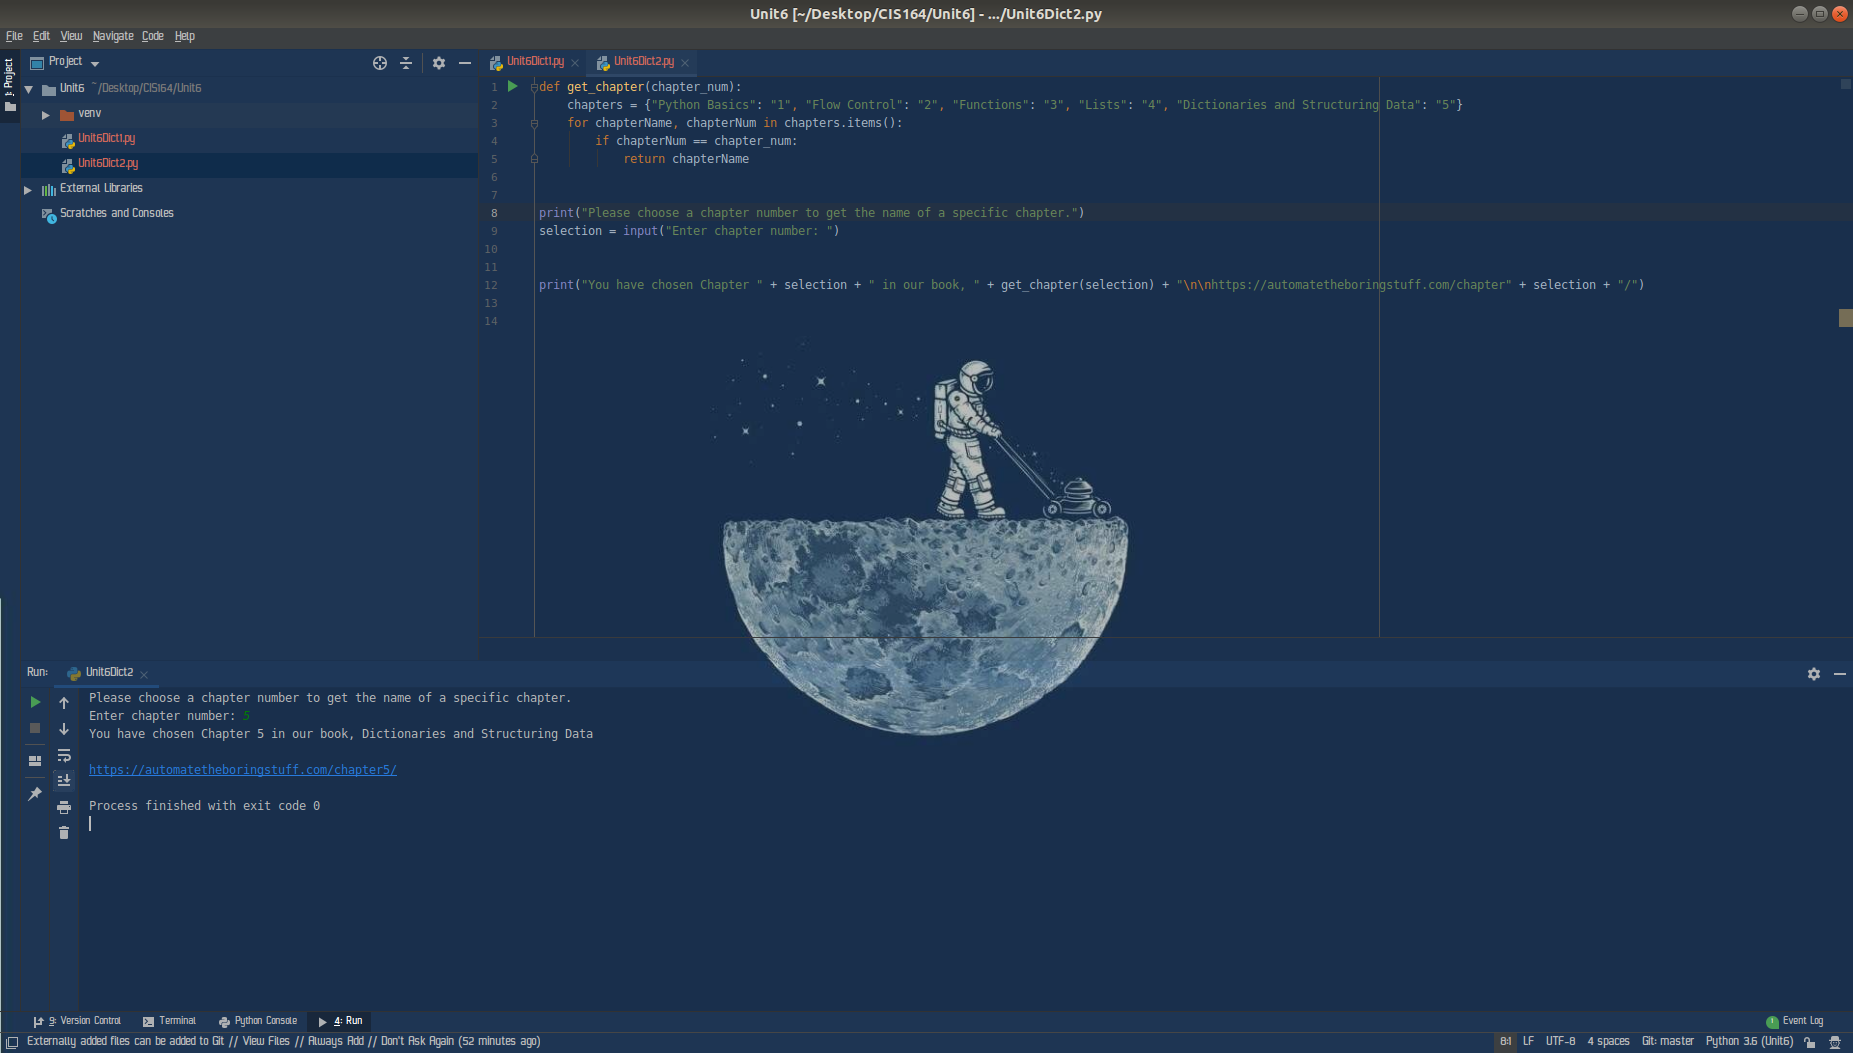 Unit6 [~/Desktop/CIS164/Unit6] - .../Unit6Dict2.py
File Edit View Navigate Code Help
1: Project
Project
Unit6 ~/Desktop/CIS164/Unit6
venv
Unit6Dict1.py
Unit6Dict2.py
External Libraries
Scratches and Consoles
Unit6Dict1.py Unit6Dict2.py
1 def get_chapter(chapter_num):
2 chapters = {"Python Basics": "1", "Flow Control": "2", "Functions": "3", "Lists": "4", "Dictionaries and Structuring Data": "5"}
3 for chapterName, chapterNum in chapters.items():
4 if chapterNum == chapter_num:
5 return chapterName
6
7
8 print("Please choose a chapter number to get the name of a specific chapter.")
9 selection = input("Enter chapter number: ")
10
11
12 print("You have chosen Chapter " + selection + " in our book, " + get_chapter(selection) + "\n\nhttps://automatetheboringstuff.com/chapter" + selection + "/")
13
14
Run: Unit6Dict2
Please choose a chapter number to get the name of a specific chapter.
Enter chapter number: 5
You have chosen Chapter 5 in our book, Dictionaries and Structuring Data
https://automatetheboringstuff.com/chapter5/
Process finished with exit code 0
9: Version Control Terminal Python Console 4: Run Event Log
Externally added files can be added to Git // View Files // Always Add // Don't Ask Again (52 minutes ago) 8:1 LF UTF-8 4 spaces Git: master Python 3.6 (Unit6)